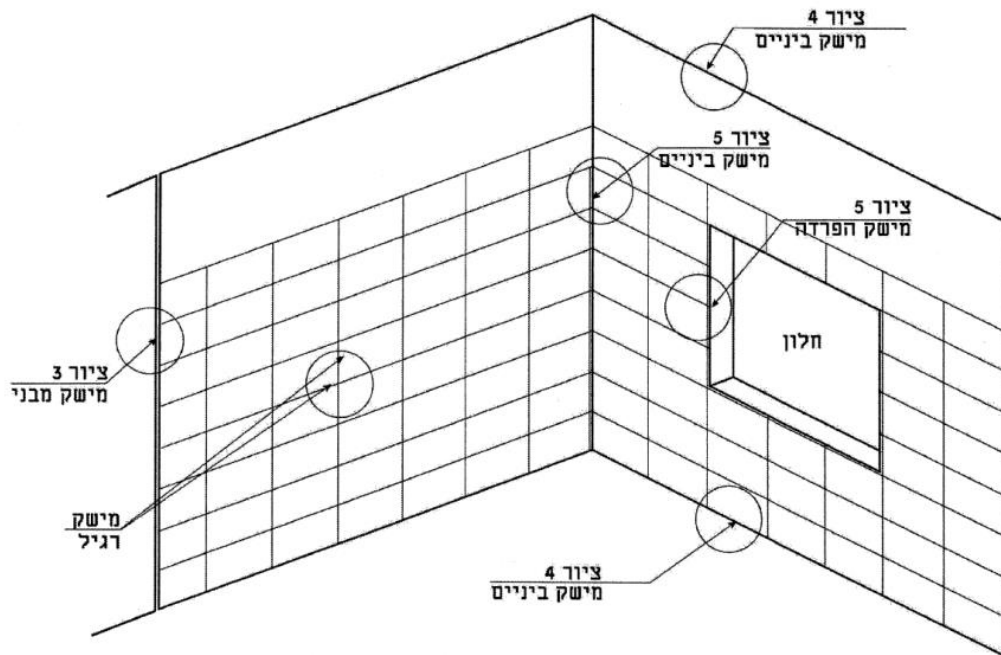 ציור 4
מישק ביניים
ציור 5
מישק ביניים
ציור 5
מישק הפרדה
חלון
ציור 3
מישק מבני
מישק
רגיל
ציור 4
מישק ביניים